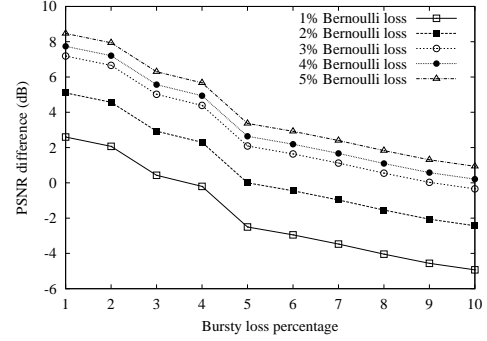 10
8
6
4
2
0
-2
-4
-6
PSNR difference (dB)
1% Bernoulli loss
2% Bernoulli loss
3% Bernoulli loss
4% Bernoulli loss
5% Bernoulli loss
1 2 3 4 5 6 7 8 9 10
Bursty loss percentage